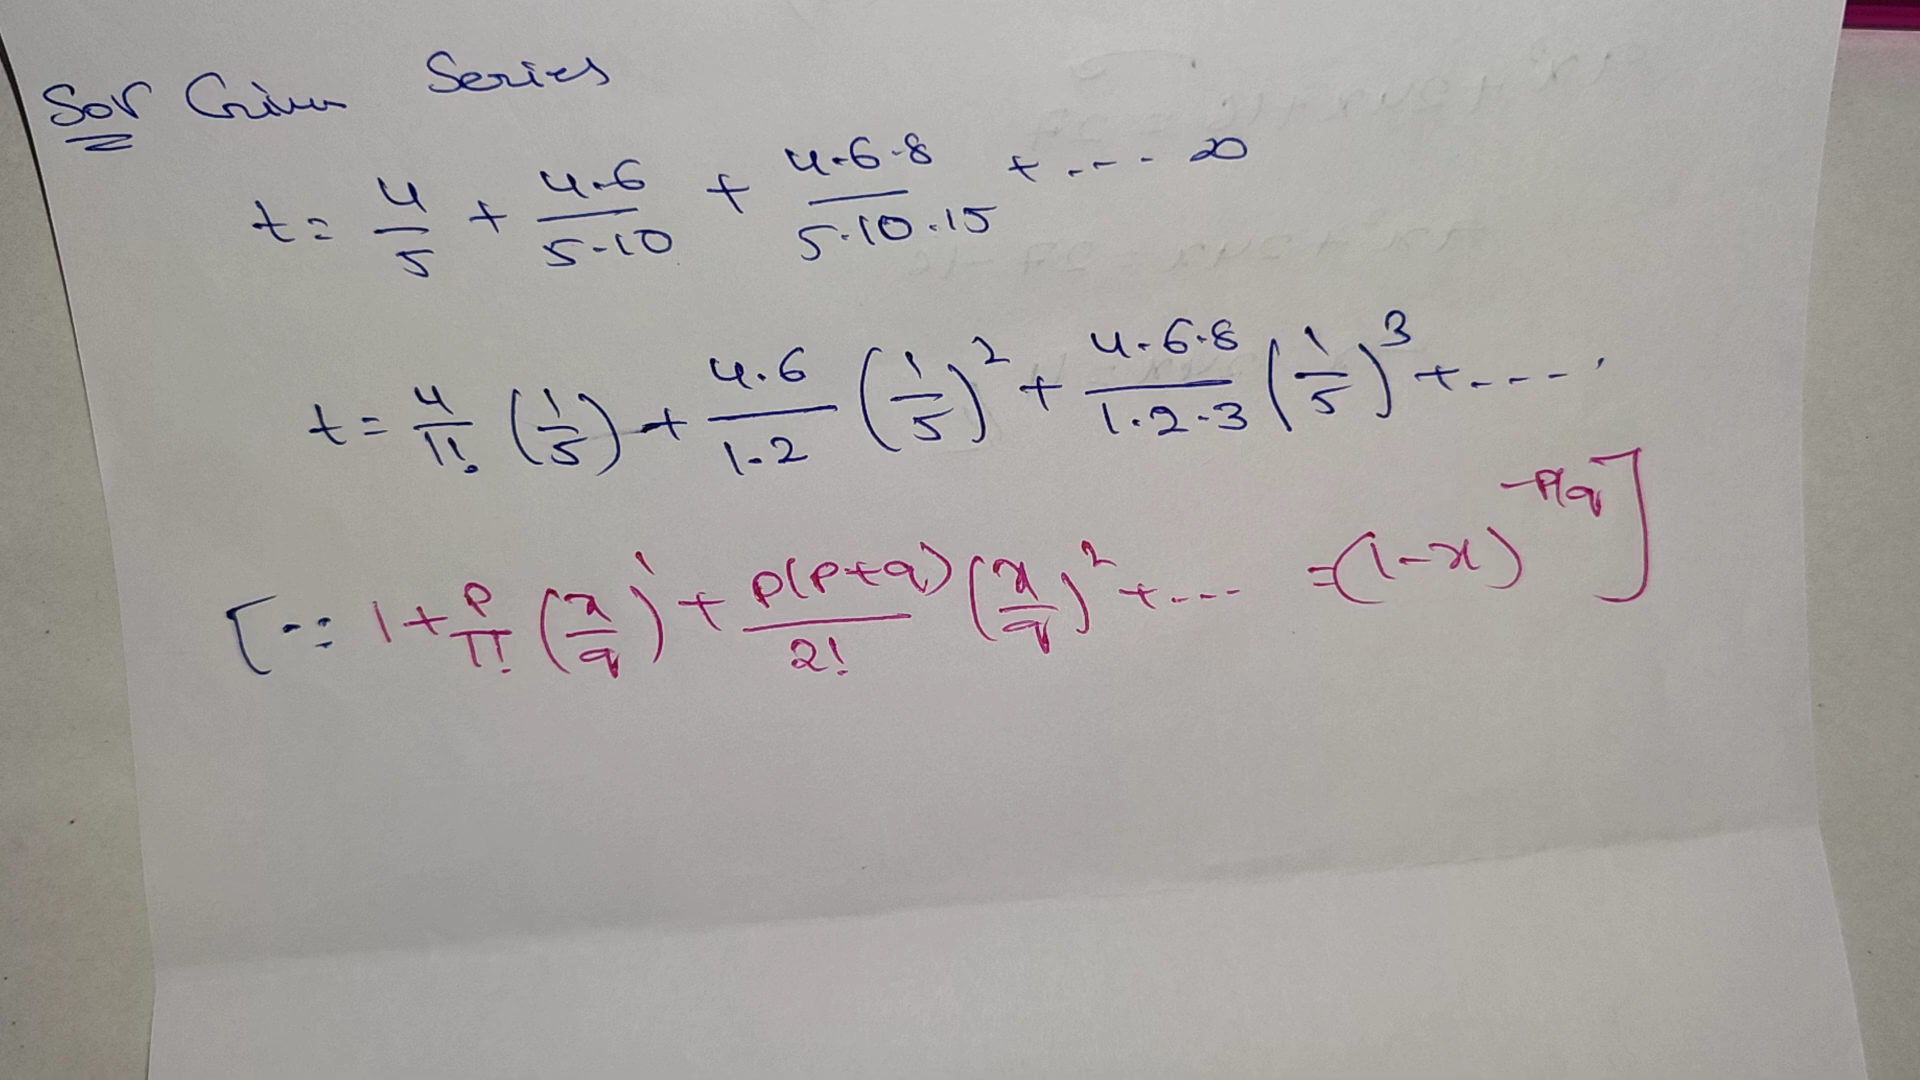 Sol Given Series
t = 4/5 + 4·6/5·10 + 4·6·8/5·10·15 + ---- ∞
t = 4/1! (1/5) + 4·6/1·2 (1/5)² + 4·6·8/1·2·3 (1/5)³ + ----
[∵ 1 + P/1! (x/q)¹ + P(P+q)/2! (x/q)² + ---- = (1-x)^(-P/q)]